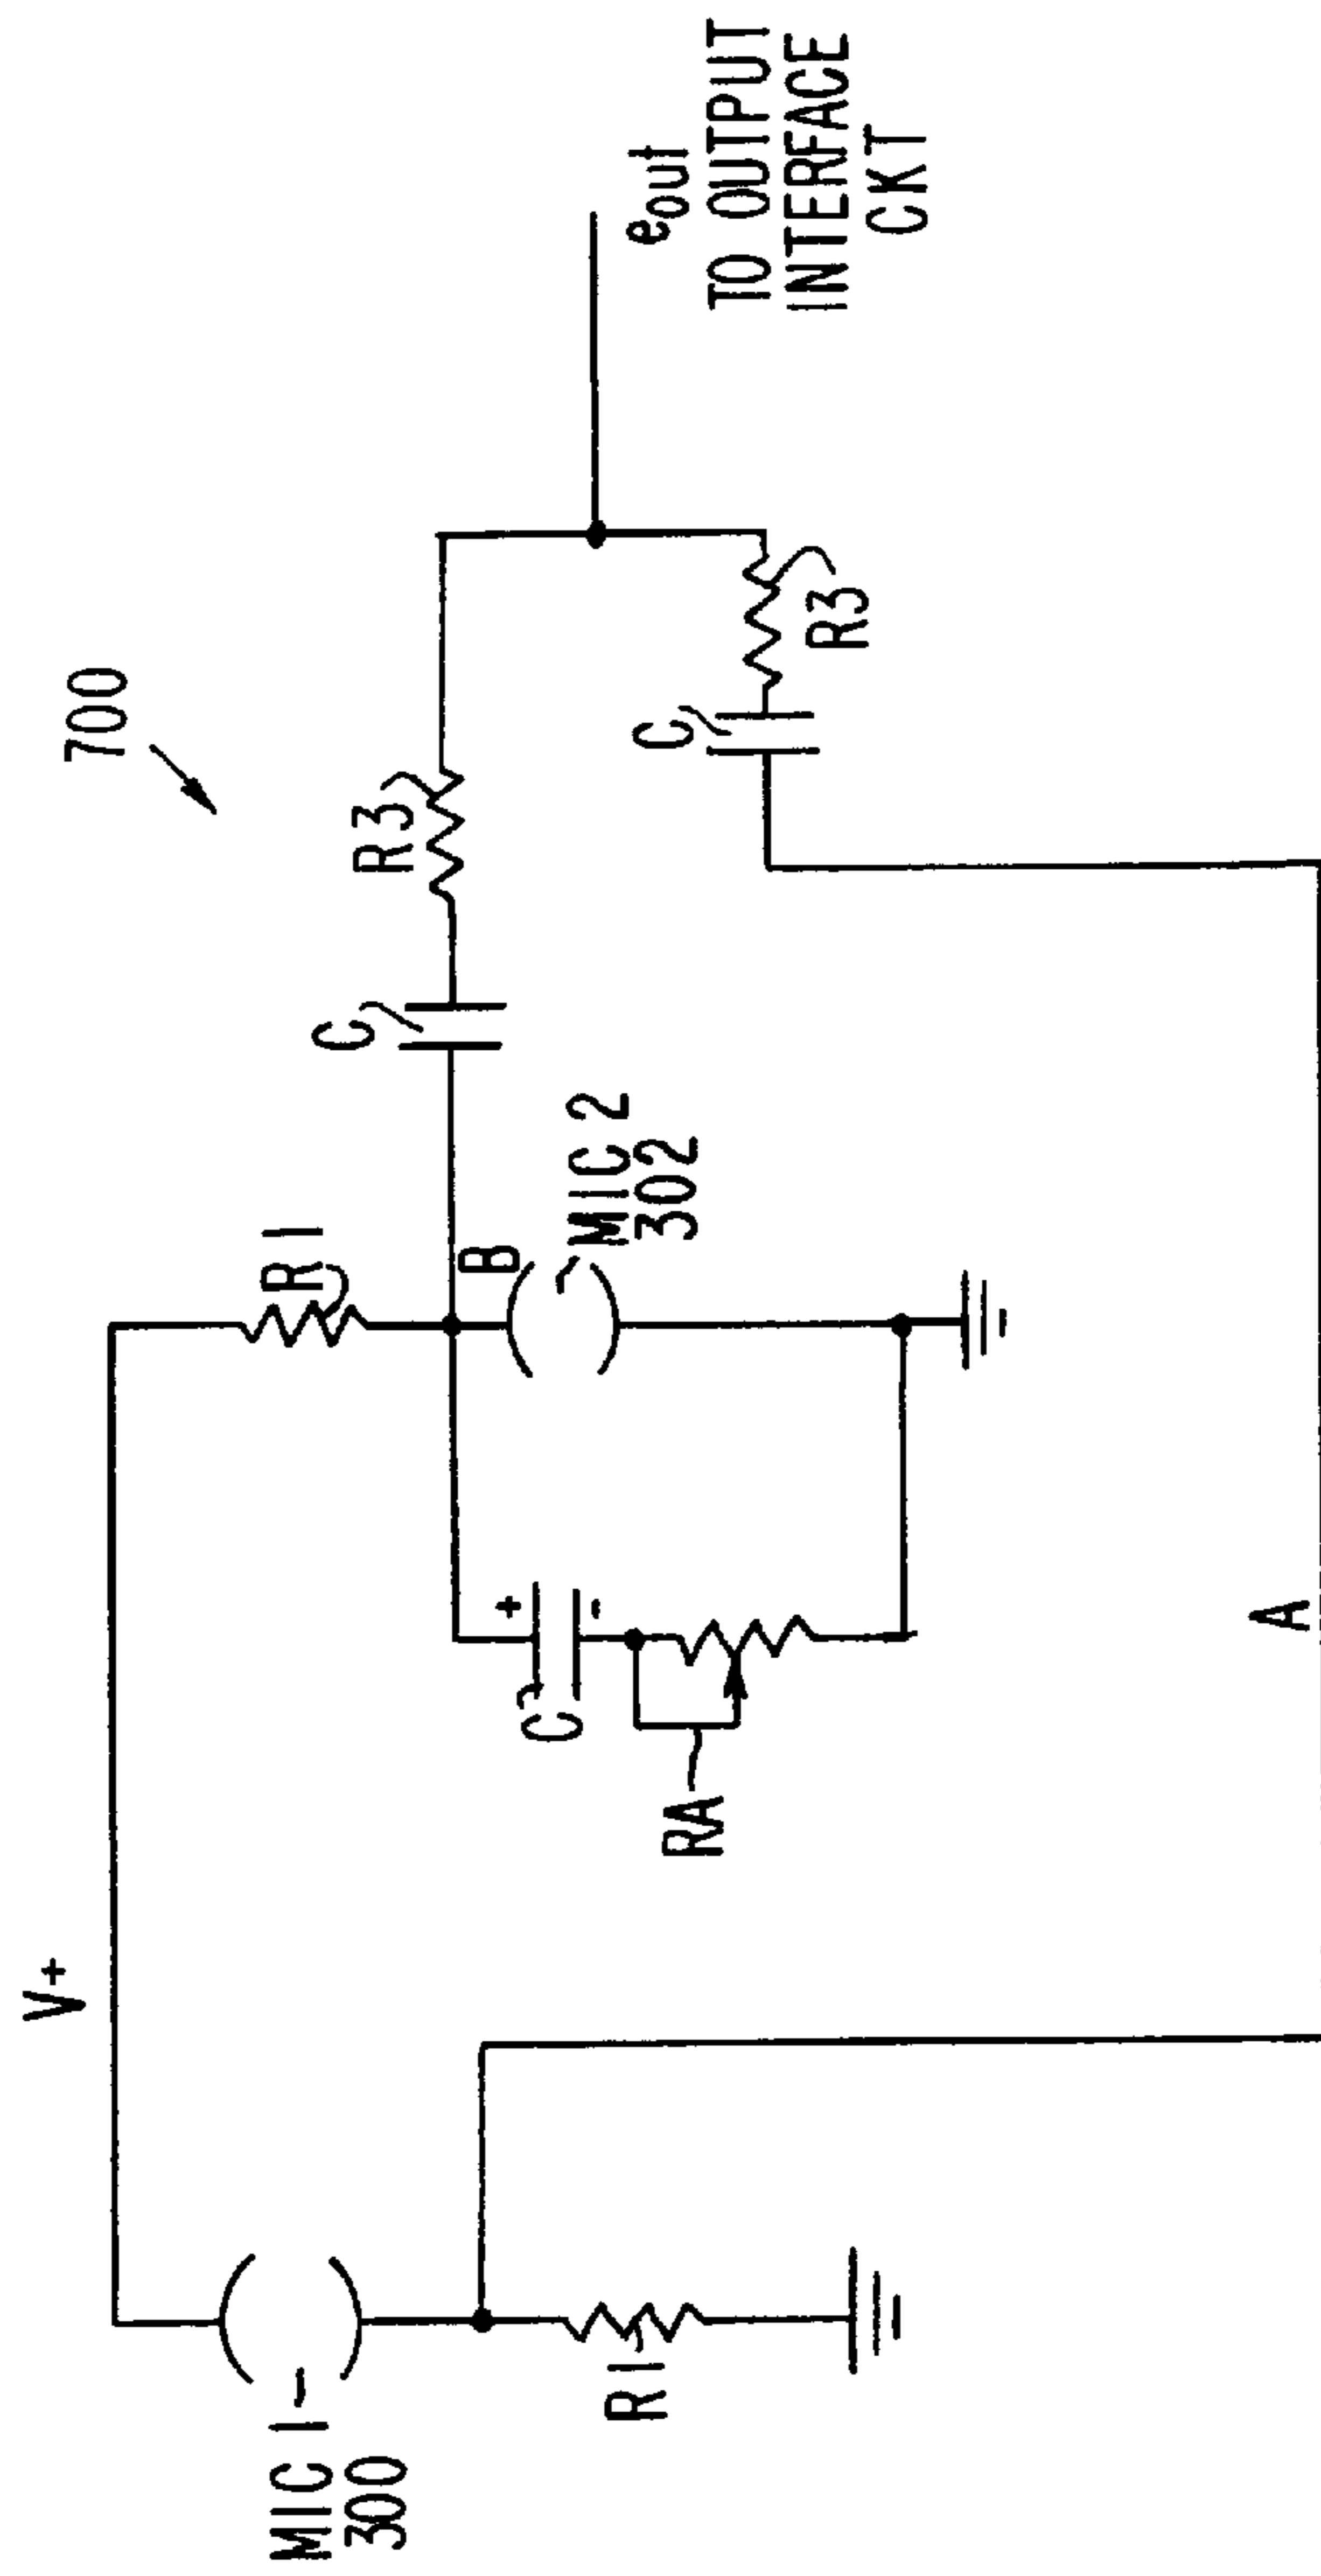 700
V+
MIC 1
300
R1
A
RA
C
+
-
R1
B
MIC 2
302
C
R3
C
R3
eout
TO OUTPUT
INTERFACE
CKT